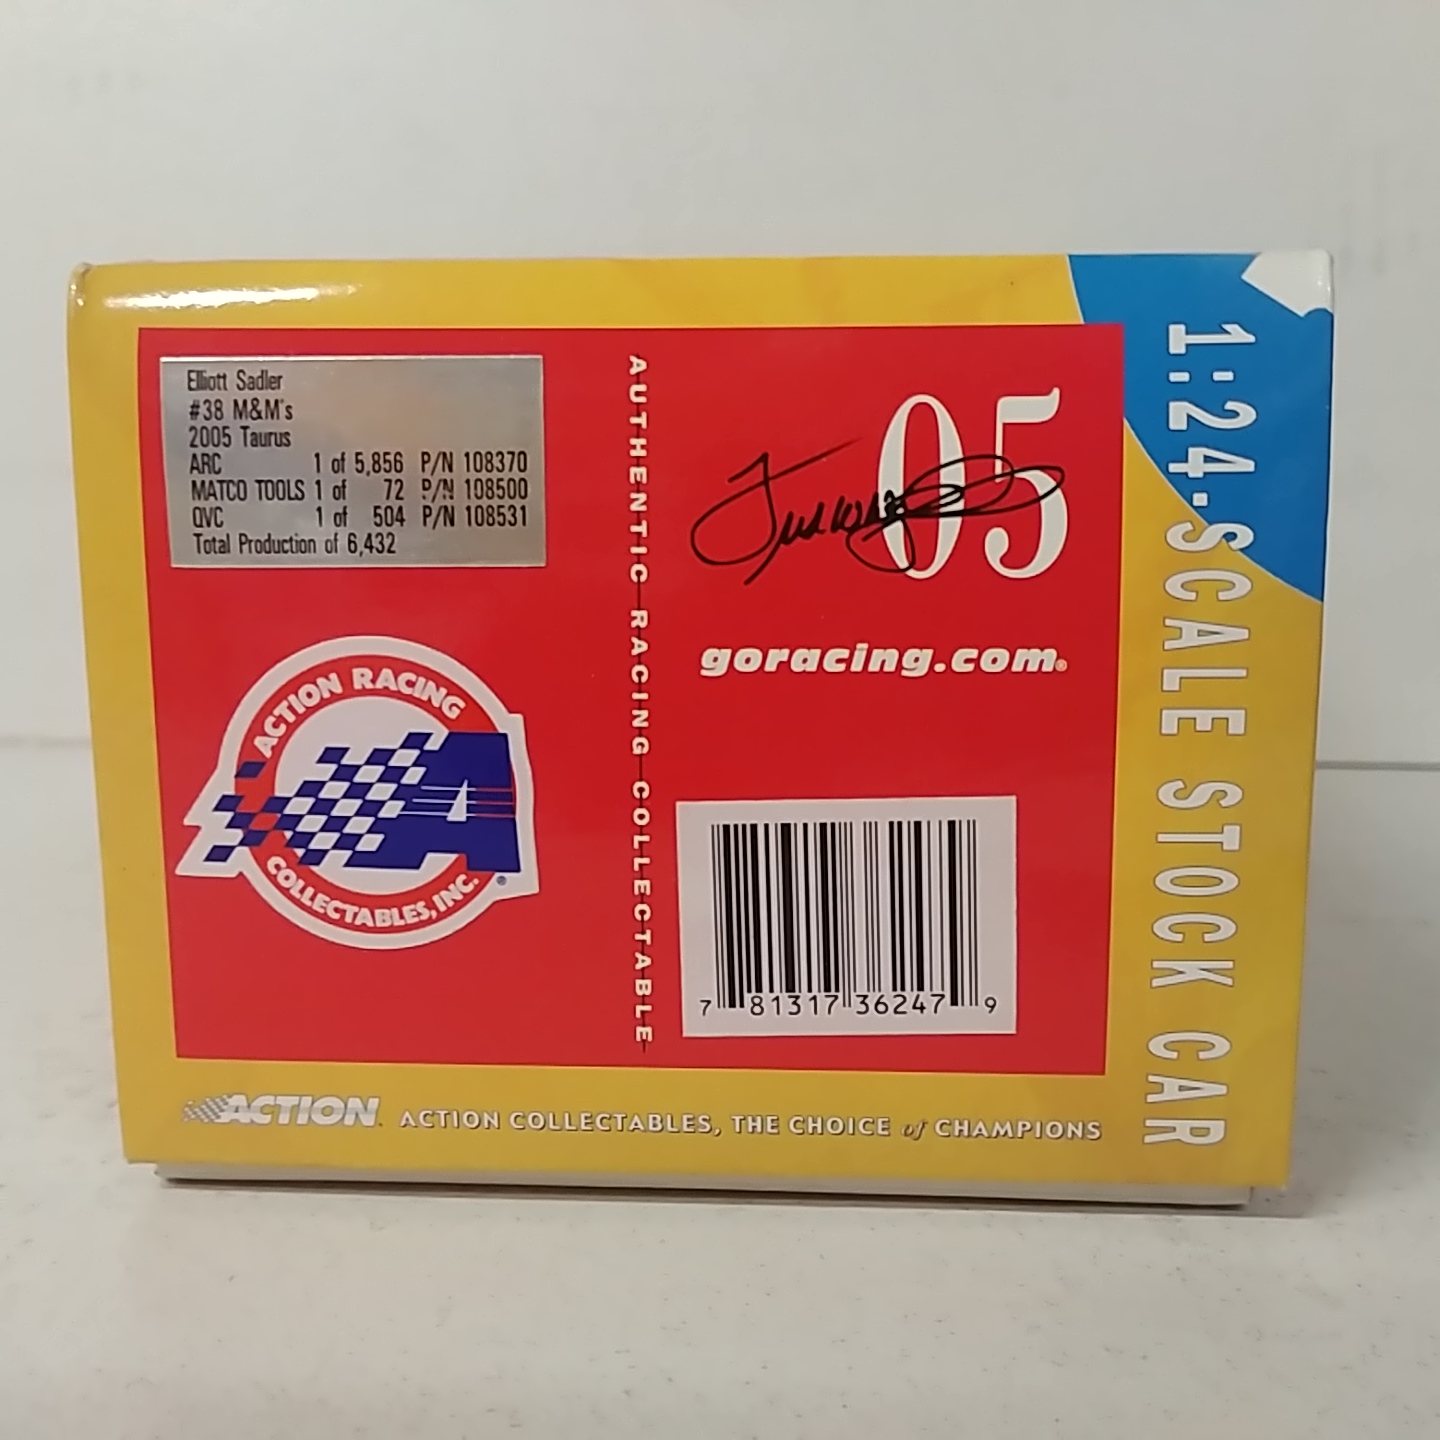 Elliott Sadler
#38 M&M's
2005 Taurus
ARC 1 of 5,856 P/N 108370
MATCO TOOLS 1 of 72 P/N 108500
QVC 1 of 504 P/N 108531
Total Production of 6,432
ACTION RACING
COLLECTABLES, INC.
®
AUTHENTIC RACING COLLECTABLE
05
goracing.com®
7 81317 36247 9
1:24-SCALE STOCK CAR
ACTION
ACTION COLLECTABLES, THE CHOICE of CHAMPIONS